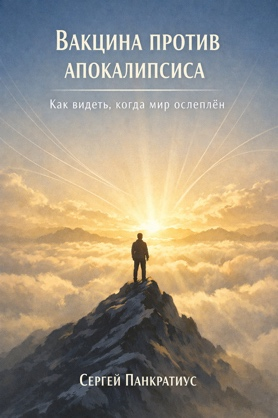 Вакцина против
апокалипсиса
Как видеть, когда мир ослеплён
Сергей Панкратиус